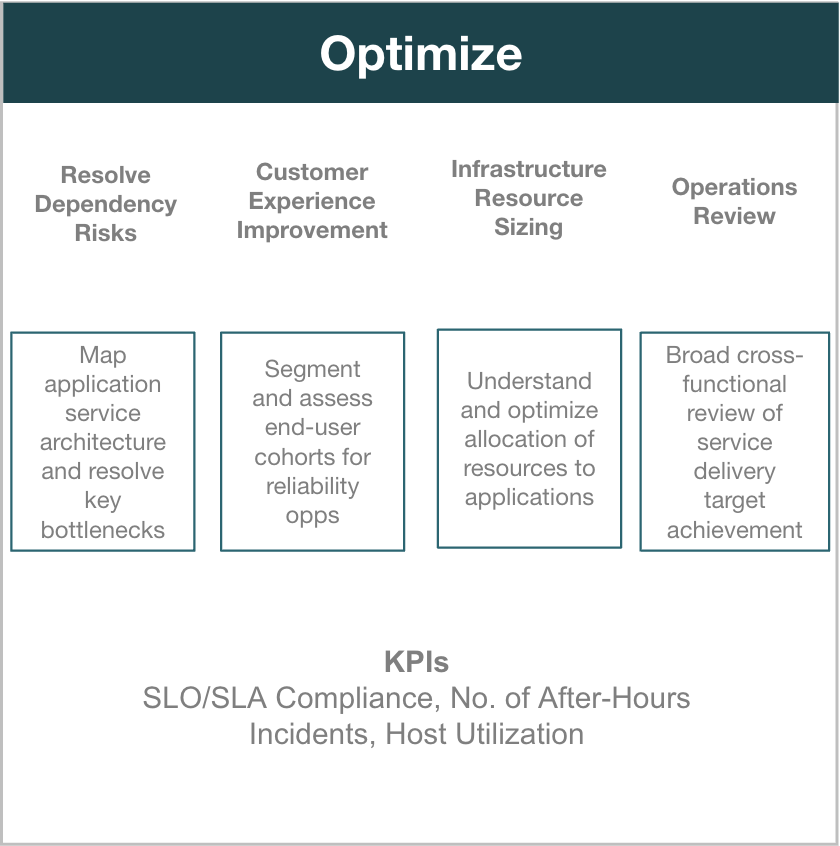 Optimize
Resolve
Dependency
Risks
Customer
Experience
Improvement
Infrastructure
Resource
Sizing
Operations
Review
Map
application
service
architecture
and resolve
key
bottlenecks
Segment
and assess
end-user
cohorts for
reliability
opps
Understand
and optimize
allocation of
resources to
applications
Broad cross-
functional
review of
service
delivery
target
achievement
KPIs
SLO/SLA Compliance, No. of After-Hours
Incidents, Host Utilization